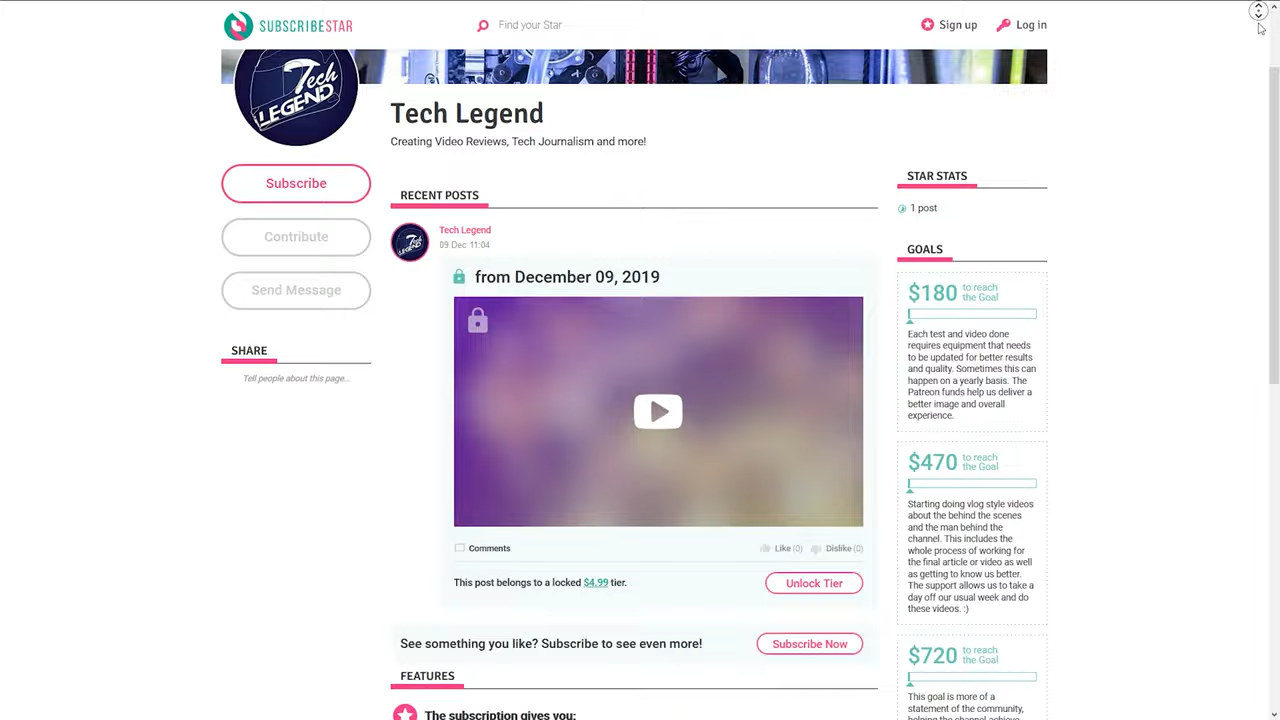 SUBSCRIBESTAR
Find your Star
Sign up
Log in
Tech
LEGEND
Tech Legend
Creating Video Reviews, Tech Journalism and more!
Subscribe
Contribute
Send Message
SHARE
Tell people about this page...
RECENT POSTS
Tech Legend
09 Dec 11:04
from December 09, 2019
Comments
Like (0)
Dislike (0)
This post belongs to a locked $4.99 tier.
Unlock Tier
See something you like? Subscribe to see even more!
Subscribe Now
FEATURES
The subscription gives you:
STAR STATS
1 post
GOALS
$180 to reach
the Goal
Each test and video done
requires equipment that needs
to be updated for better results
and quality. Sometimes this can
happen on a yearly basis. The
Patreon funds help us deliver a
better image and overall
experience.
$470 to reach
the Goal
Starting doing vlog style videos
about the behind the scenes
and the man behind the
channel. This includes the
whole process of working for
the final article or video as well
as getting to know us better.
The support allows us to take a
day off our usual week and do
these videos. :)
$720 to reach
the Goal
This goal is more of a
statement of the community,
helping the channel achieve